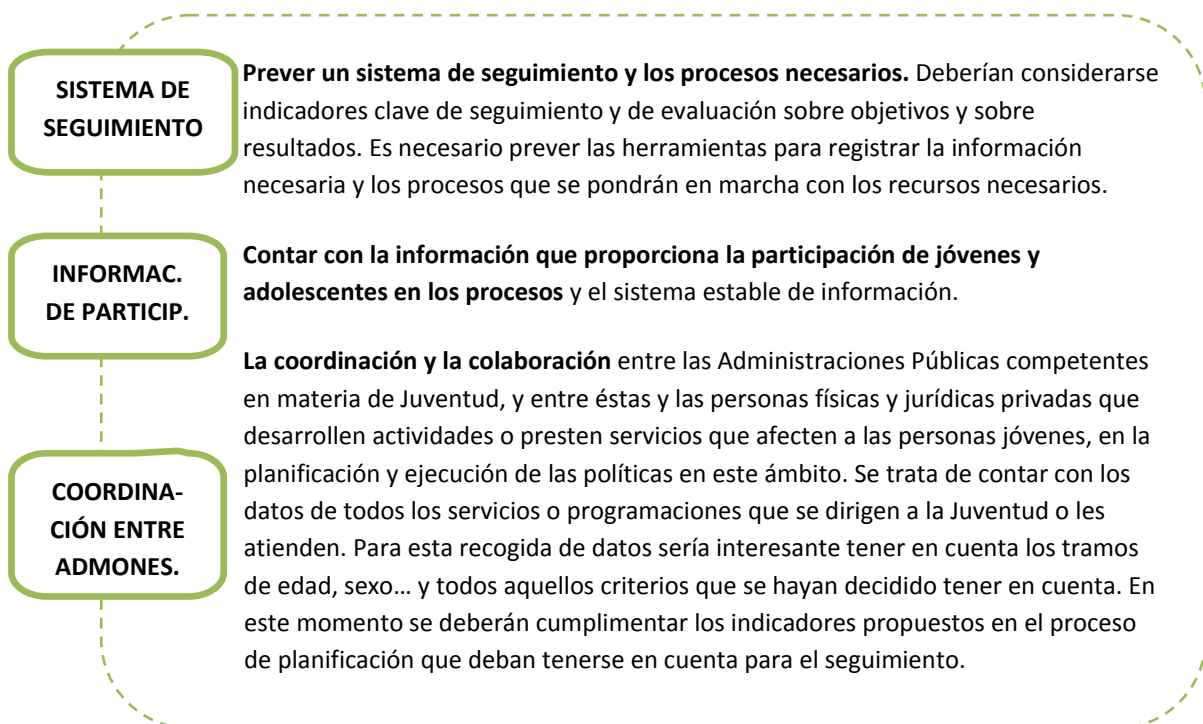 SISTEMA DE
SEGUIMIENTO
Prever un sistema de seguimiento y los procesos necesarios. Deberían considerarse
indicadores clave de seguimiento y de evaluación sobre objetivos y sobre
resultados. Es necesario prever las herramientas para registrar la información
necesaria y los procesos que se pondrán en marcha con los recursos necesarios.
INFORMAC.
DE PARTICIP.
Contar con la información que proporciona la participación de jóvenes y
adolescentes en los procesos y el sistema estable de información.
COORDINA-
CIÓN ENTRE
ADMONES.
La coordinación y la colaboración entre las Administraciones Públicas competentes
en materia de Juventud, y entre éstas y las personas físicas y jurídicas privadas que
desarrollen actividades o presten servicios que afecten a las personas jóvenes, en la
planificación y ejecución de las políticas en este ámbito. Se trata de contar con los
datos de todos los servicios o programaciones que se dirigen a la Juventud o les
atienden. Para esta recogida de datos sería interesante tener en cuenta los tramos
de edad, sexo… y todos aquellos criterios que se hayan decidido tener en cuenta. En
este momento se deberán cumplimentar los indicadores propuestos en el proceso
de planificación que deban tenerse en cuenta para el seguimiento.